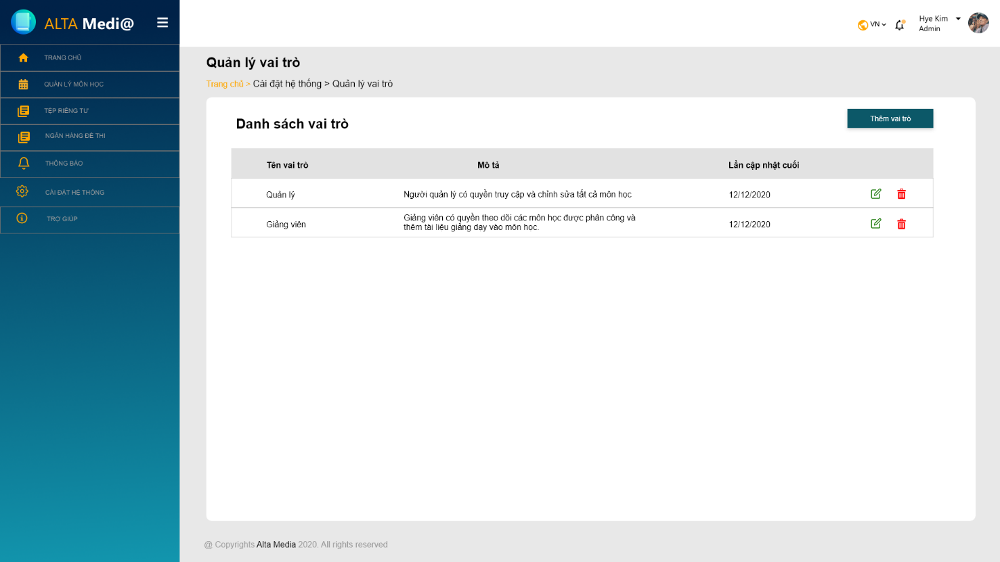 ALTA Medi@
VN
Hye Kim
Admin
TRANG CHỦ
QUẢN LÝ MÔN HỌC
TỆP RIÊNG TƯ
NGÂN HÀNG ĐỀ THI
THÔNG BÁO
CÀI ĐẶT HỆ THỐNG
TRỢ GIÚP
Quản lý vai trò
Trang chủ > Cài đặt hệ thống > Quản lý vai trò
Danh sách vai trò
Thêm vai trò
Tên vai trò Mô tả Lần cập nhật cuối
Quản lý Người quản lý có quyền truy cập và chỉnh sửa tất cả môn học 12/12/2020
Giảng viên Giảng viên có quyền theo dõi các môn học được phân công và
thêm tài liệu giảng dạy vào môn học. 12/12/2020
@ Copyrights Alta Media 2020. All rights reserved